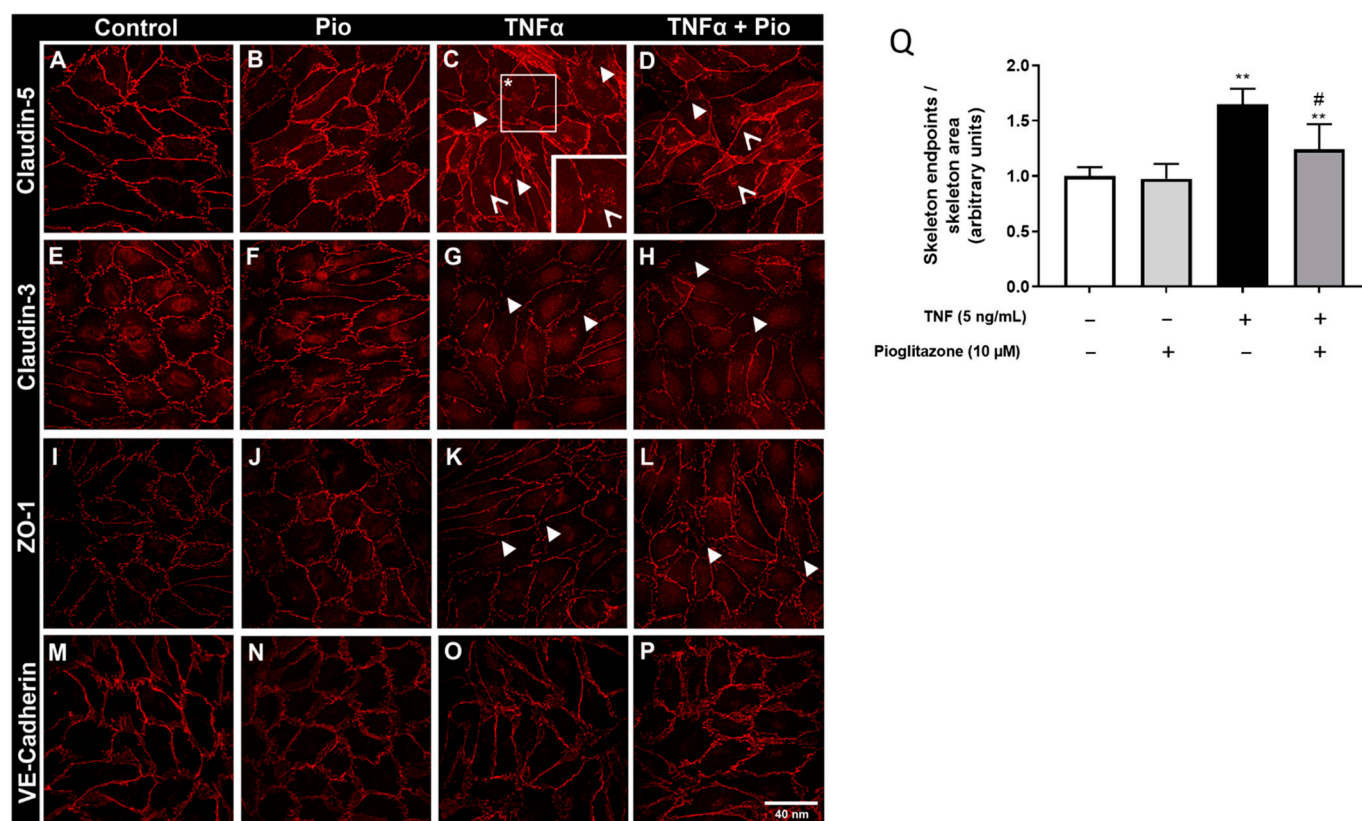 Control Pio TNFα TNFα + Pio
Claudin-5
A B C D
*
Claudin-3
E F G H
ZO-1
I J K L
VE-Cadherin
M N O P
40 nm
Q
Skeleton endpoints /
skeleton area
(arbitrary units)
2.0
1.5
1.0
0.5
0.0
**
#
**
TNF (5 ng/mL) – – + +
Pioglitazone (10 µM) – + – +